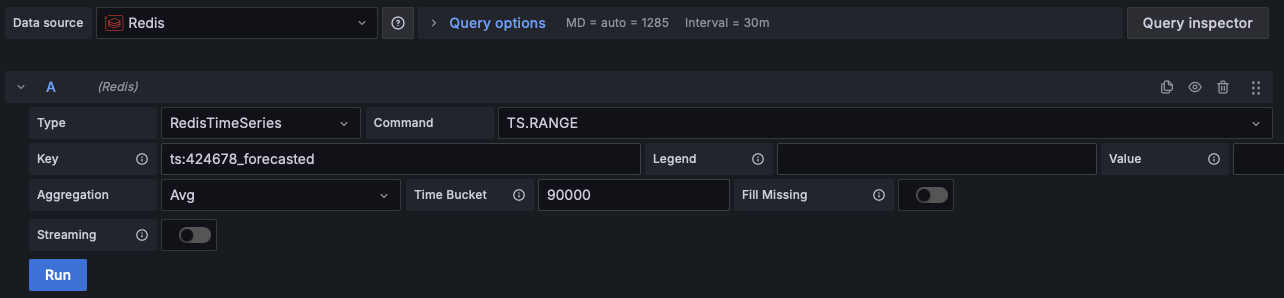 Data source Redis Query options MD = auto = 1285 Interval = 30m Query inspector
A (Redis)
Type RedisTimeSeries Command TS.RANGE
Key ts:424678_forecasted Legend Value
Aggregation Avg Time Bucket 90000 Fill Missing
Streaming
Run